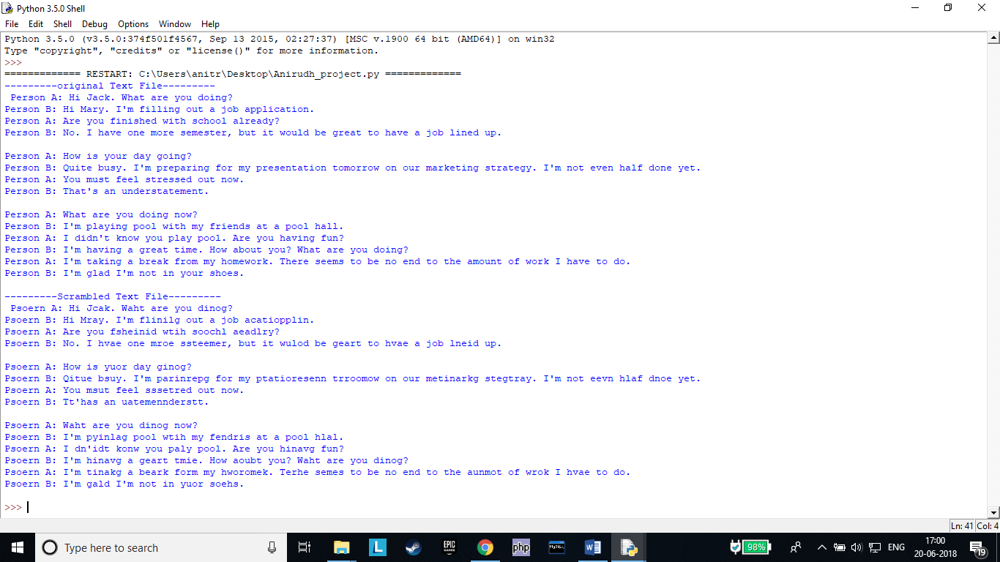 Python 3.5.0 Shell
File Edit Shell Debug Options Window Help
Python 3.5.0 (v3.5.0:374f501f4567, Sep 13 2015, 02:27:37) [MSC v.1900 64 bit (AMD64)] on win32
Type "copyright", "credits" or "license()" for more information.
>>>
============= RESTART: C:\Users\anitr\Desktop\Anirudh_project.py =============
---------original Text File---------
 Person A: Hi Jack. What are you doing?
Person B: Hi Mary. I'm filling out a job application.
Person A: Are you finished with school already?
Person B: No. I have one more semester, but it would be great to have a job lined up.

Person A: How is your day going?
Person B: Quite busy. I'm preparing for my presentation tomorrow on our marketing strategy. I'm not even half done yet.
Person A: You must feel stressed out now.
Person B: That's an understatement.

Person A: What are you doing now?
Person B: I'm playing pool with my friends at a pool hall.
Person A: I didn't know you play pool. Are you having fun?
Person B: I'm having a great time. How about you? What are you doing?
Person A: I'm taking a break from my homework. There seems to be no end to the amount of work I have to do.
Person B: I'm glad I'm not in your shoes.

---------Scrambled Text File---------
 Psoern A: Hi Jcak. Waht are you dinog?
Psoern B: Hi Mray. I'm flinilg out a job acatiopplin.
Psoern A: Are you fsheinid wtih soochl aeadlry?
Psoern B: No. I hvae one mroe ssteemer, but it wulod be geart to hvae a job lneid up.

Psoern A: How is yuor day ginog?
Psoern B: Qitue bsuy. I'm parinrepg for my ptatioresenn trroomow on our metinarkg stegtray. I'm not eevn hlaf dnoe yet.
Psoern A: You msut feel sssetred out now.
Psoern B: Tt'has an uatemennderstt.

Psoern A: Waht are you dinog now?
Psoern B: I'm pyinlag pool wtih my fendris at a pool hlal.
Psoern A: I dn'idt konw you paly pool. Are you hinavg fun?
Psoern B: I'm hinavg a geart tmie. How aoubt you? Waht are you dinog?
Psoern A: I'm tinakg a beark form my hworomek. Terhe semes to be no end to the aunmot of wrok I hvae to do.
Psoern B: I'm gald I'm not in yuor soehs.

>>>
Ln: 41 Col: 4
Type here to search
L
EPIC GAMES
php
MySQL
W
98%
ENG
17:00
20-06-2018
19